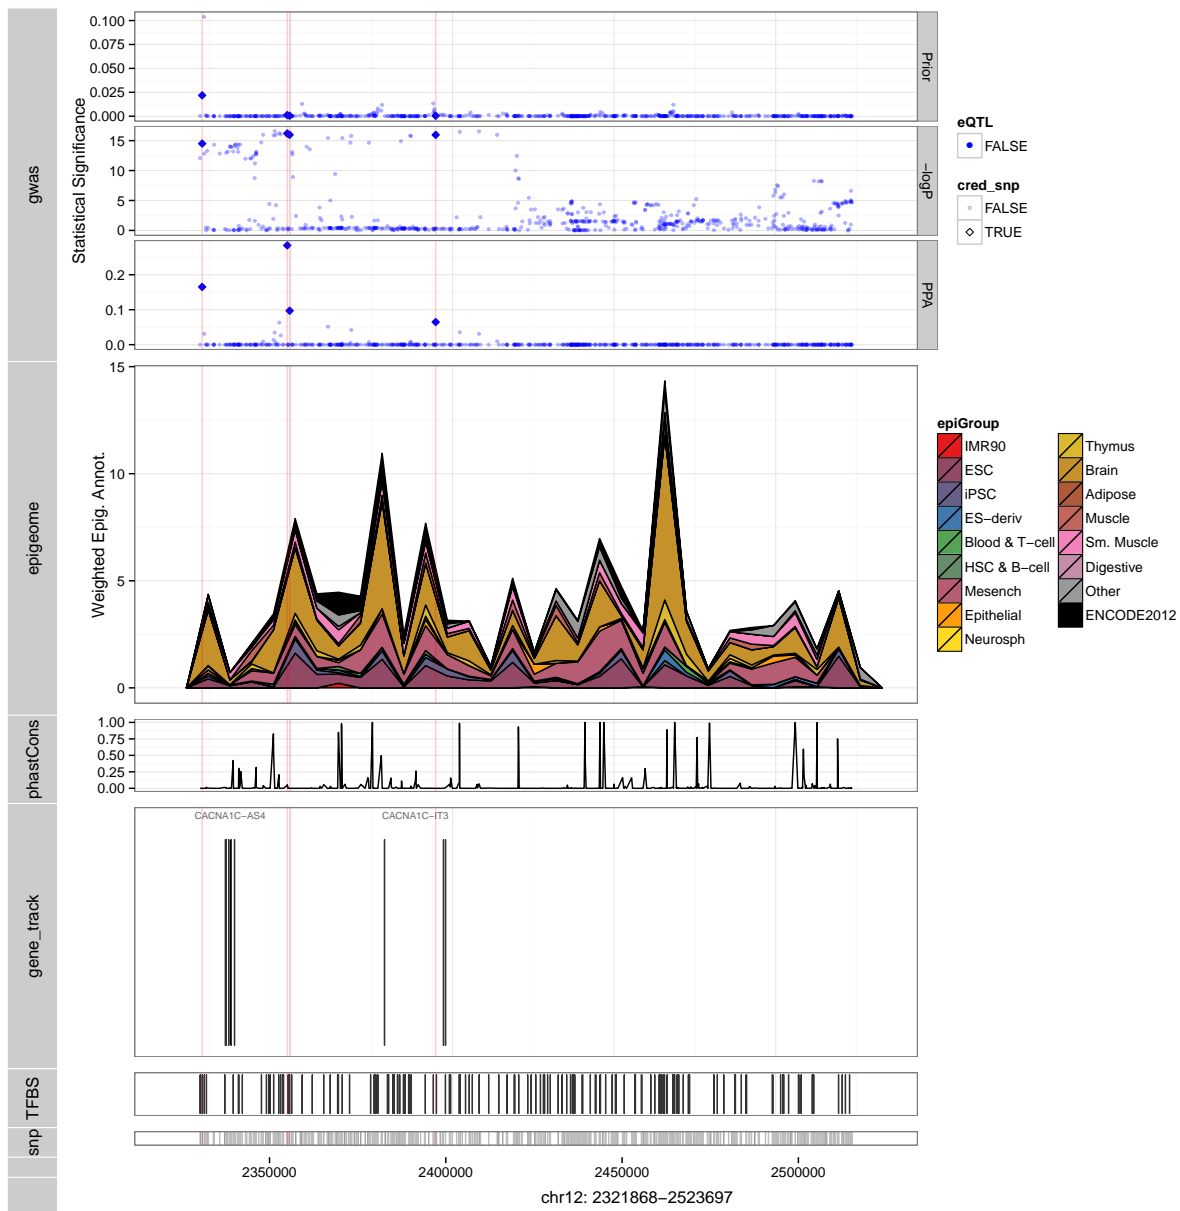 gwas
Statistical Significance
0.100
0.075
0.050
0.025
0.000
Prior
15
10
5
0
−logP
0.2
0.1
0.0
PPA
eQTL
FALSE
cred_snp
FALSE
TRUE
epigeome
Weighted Epig. Annot.
15
10
5
0
epiGroup
IMR90
ESC
iPSC
ES−deriv
Blood & T−cell
HSC & B−cell
Mesench
Epithelial
Neurosph
Thymus
Brain
Adipose
Muscle
Sm. Muscle
Digestive
Other
ENCODE2012
phastCons
1.00
0.75
0.50
0.25
0.00
gene_track
CACNA1C−AS4
CACNA1C−IT3
TFBS
snp
2350000
2400000
2450000
2500000
chr12: 2321868−2523697